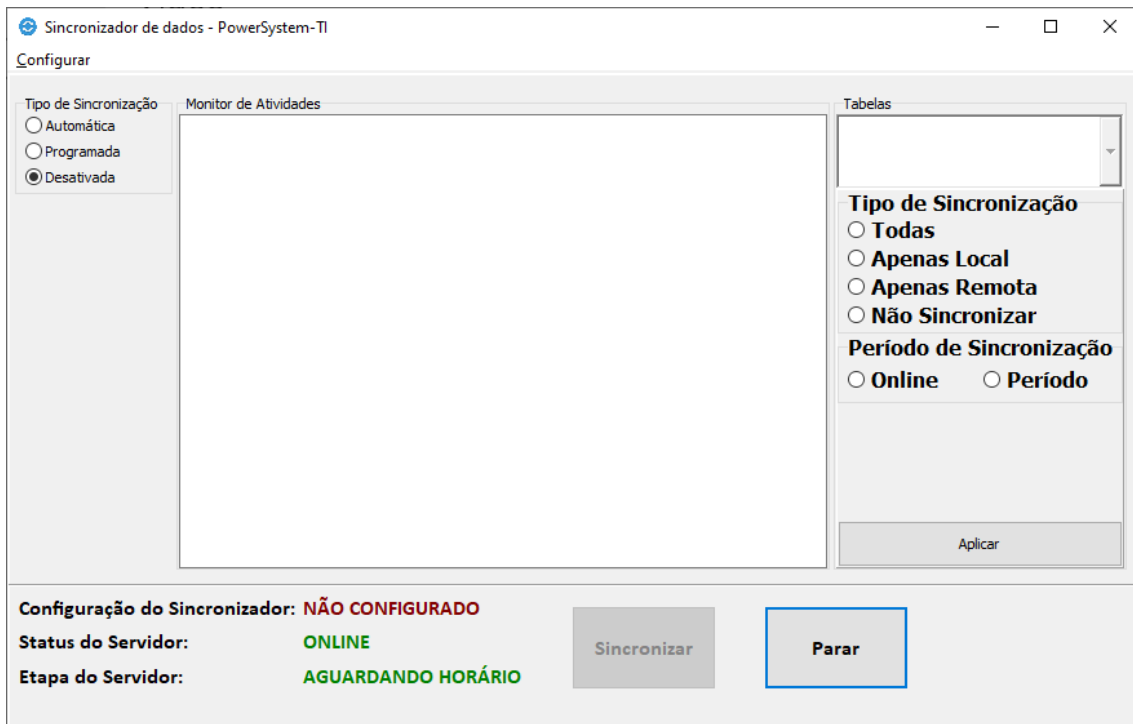 Sincronizador de dados - PowerSystem-TI
Configurar
Tipo de Sincronização
Automática
Programada
Desativada
Monitor de Atividades
Tabelas
Tipo de Sincronização
Todas
Apenas Local
Apenas Remota
Não Sincronizar
Período de Sincronização
Online Período
Aplicar
Configuração do Sincronizador: NÃO CONFIGURADO
Status do Servidor: ONLINE
Etapa do Servidor: AGUARDANDO HORÁRIO
Sincronizar
Parar